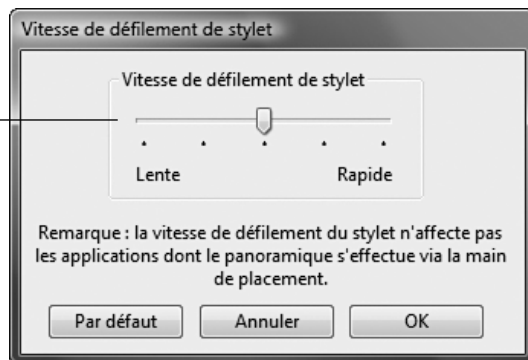 Vitesse de défilement de stylet
Vitesse de défilement de stylet
Lente Rapide
Remarque : la vitesse de défilement du stylet n'affecte pas
les applications dont le panoramique s'effectue via la main
de placement.
Par défaut Annuler OK